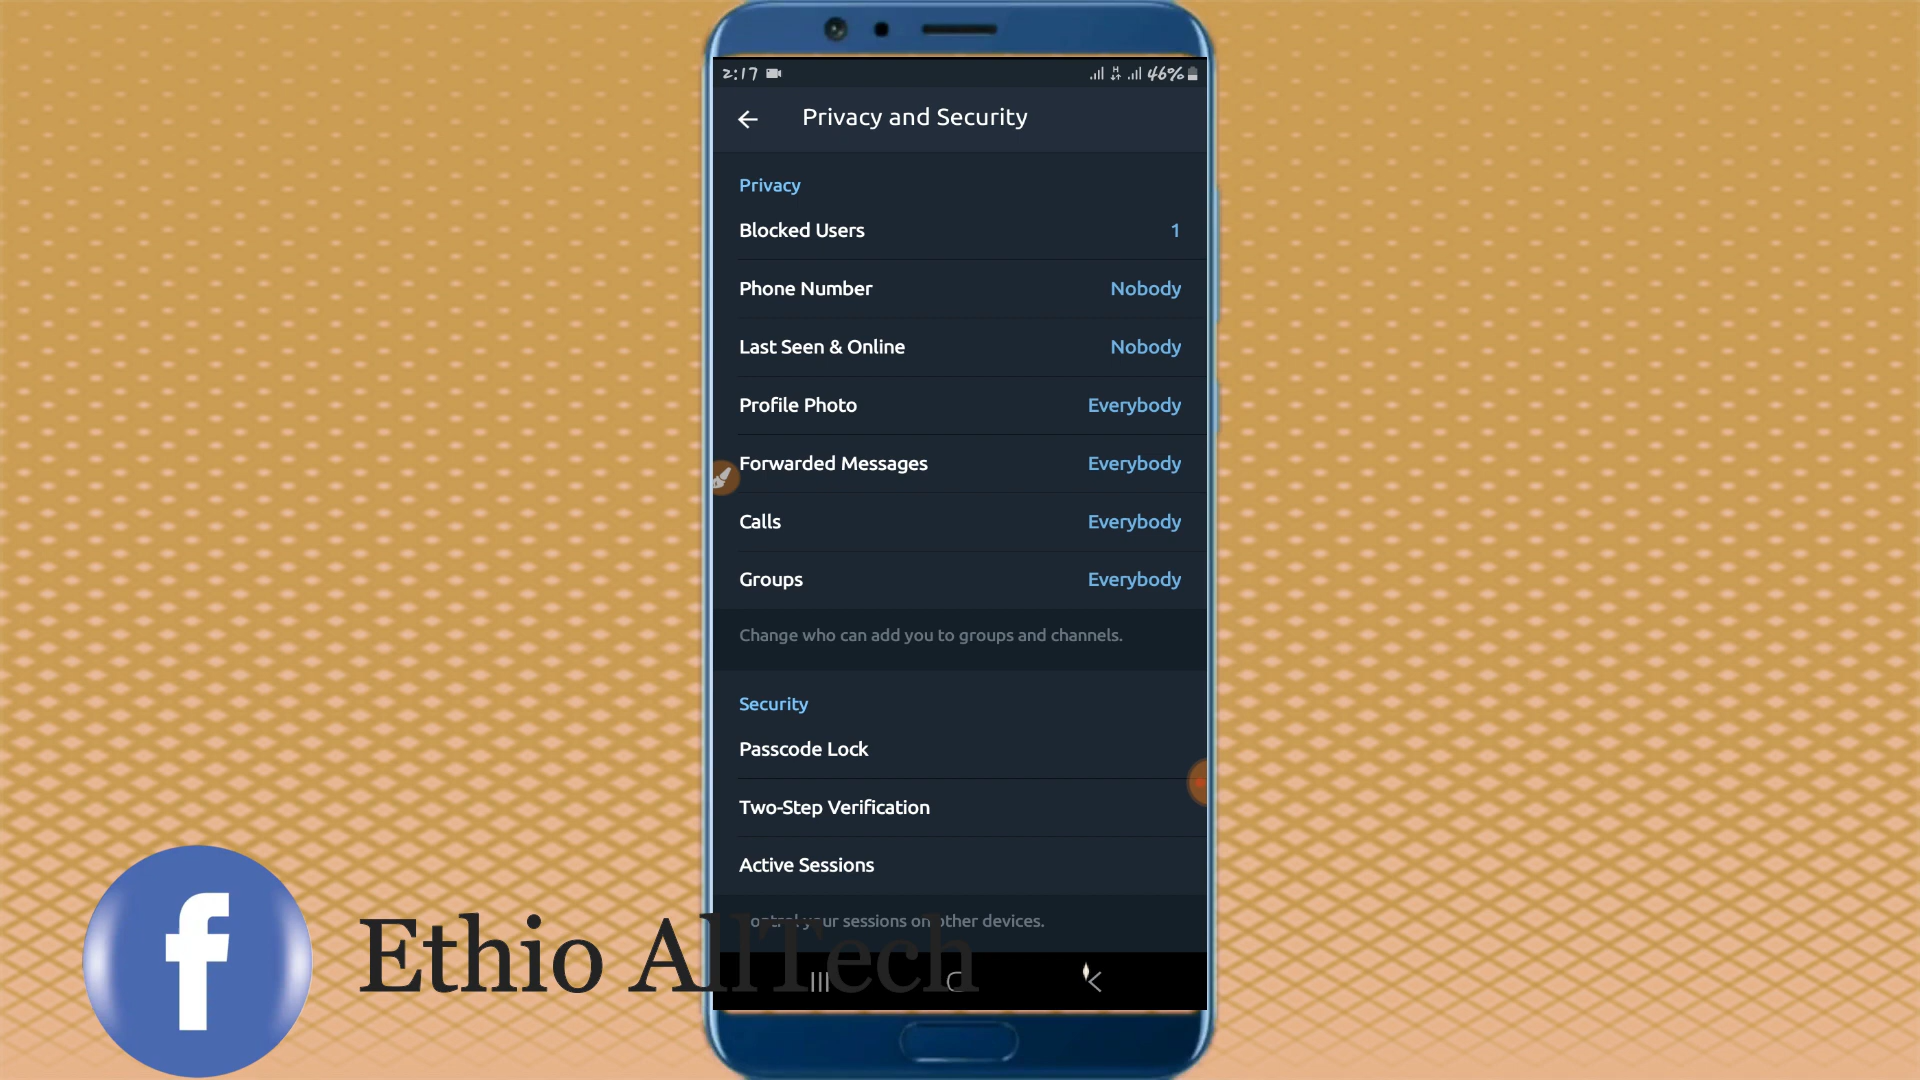 2:17
46%
Privacy and Security
Privacy
Blocked Users 1
Phone Number Nobody
Last Seen & Online Nobody
Profile Photo Everybody
Forwarded Messages Everybody
Calls Everybody
Groups Everybody
Change who can add you to groups and channels.
Security
Passcode Lock
Two-Step Verification
Active Sessions
Control your sessions on other devices.
f
Ethio AllTech